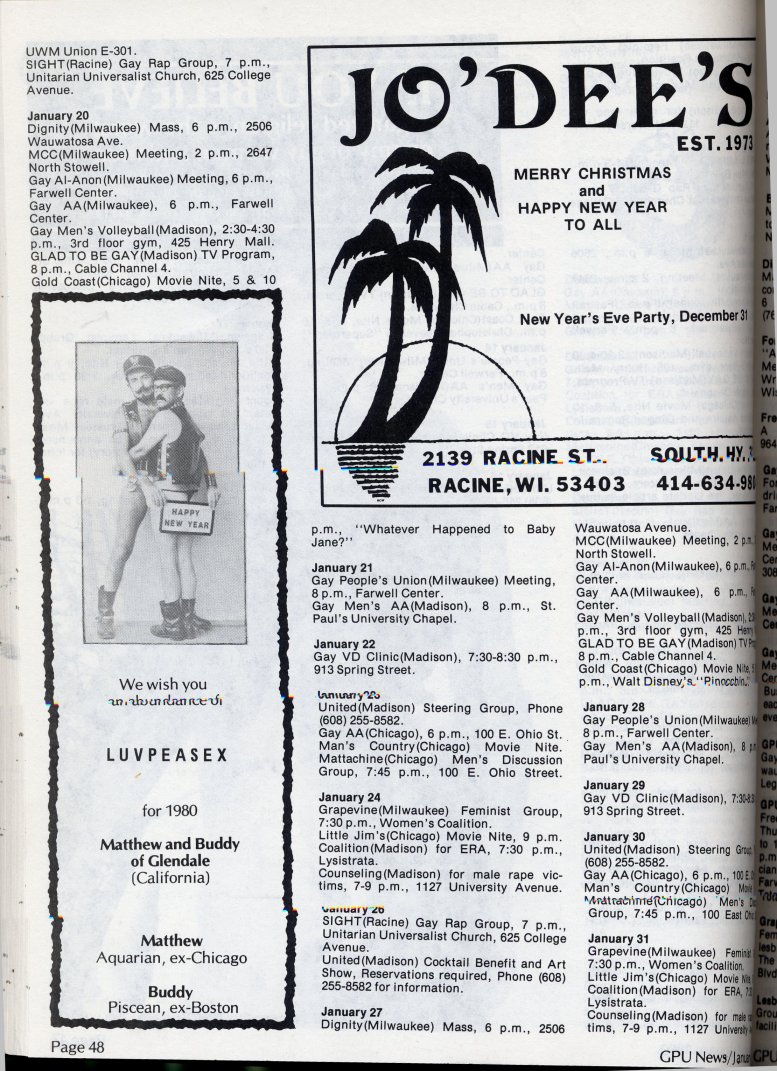 UWM Union E-301.
SIGHT(Racine) Gay Rap Group, 7 p.m.,
Unitarian Universalist Church, 625 College
Avenue.
January 20
Dignity(Milwaukee) Mass, 6 p.m., 2506
Wauwatosa Ave.
MCC(Milwaukee) Meeting, 2 p.m., 2647
North Stowell.
Gay Al-Anon(Milwaukee) Meeting, 6 p.m.,
Farwell Center.
Gay AA(Milwaukee), 6 p.m., Farwell
Center.
Gay Men's Volleyball(Madison), 2:30-4:30
p.m., 3rd floor gym, 425 Henry Mall.
GLAD TO BE GAY(Madison) TV Program,
8 p.m., Cable Channel 4.
Gold Coast(Chicago) Movie Nite, 5 & 10
HAPPY
NEW YEAR
We wish you
an abundance of
LUVPEASEX
for 1980
Matthew and Buddy
of Glendale
(California)
Matthew
Aquarian, ex-Chicago
Buddy
Piscean, ex-Boston
JO'DEE'S
EST. 1973
MERRY CHRISTMAS
and
HAPPY NEW YEAR
TO ALL
New Year's Eve Party, December 31
2139 RACINE ST. SOUTH HY.
RACINE, WI. 53403 414-634-980
p.m., "Whatever Happened to Baby
Jane?"
January 21
Gay People's Union(Milwaukee) Meeting,
8 p.m., Farwell Center.
Gay Men's AA(Madison), 8 p.m., St.
Paul's University Chapel.
January 22
Gay VD Clinic(Madison), 7:30-8:30 p.m.,
913 Spring Street.
January
United(Madison) Steering Group, Phone
(608) 255-8582.
Gay AA(Chicago), 6 p.m., 100 E. Ohio St.
Man's Country(Chicago) Movie Nite.
Mattachine(Chicago) Men's Discussion
Group, 7:45 p.m., 100 E. Ohio Street.
January 24
Grapevine(Milwaukee) Feminist Group,
7:30 p.m., Women's Coalition.
Little Jim's(Chicago) Movie Nite, 9 p.m.
Coalition(Madison) for ERA, 7:30 p.m.,
Lysistrata.
Counseling(Madison) for male rape vic-
tims, 7-9 p.m., 1127 University Avenue.
January 26
SIGHT(Racine) Gay Rap Group, 7 p.m.,
Unitarian Universalist Church, 625 College
Avenue.
United(Madison) Cocktail Benefit and Art
Show, Reservations required, Phone (608)
255-8582 for information.
January 27
Dignity(Milwaukee) Mass, 6 p.m., 2506
Wauwatosa Avenue.
MCC(Milwaukee) Meeting, 2 p.m.,
North Stowell.
Gay Al-Anon(Milwaukee), 6 p.m.,
Center.
Gay AA(Milwaukee), 6 p.m.,
Center.
Gay Men's Volleyball(Madison),
p.m., 3rd floor gym, 425 Henry
GLAD TO BE GAY(Madison) TV
8 p.m., Cable Channel 4.
Gold Coast(Chicago) Movie Nite,
p.m., Walt Disney's "Pinocchio."
January 28
Gay People's Union(Milwaukee)
8 p.m., Farwell Center.
Gay Men's AA(Madison), 8
Paul's University Chapel.
January 29
Gay VD Clinic(Madison),
913 Spring Street.
January 30
United(Madison) Steering
(608) 255-8582.
Gay AA(Chicago), 6 p.m., 100 E.
Man's Country(Chicago)
Mattachine(Chicago) Men's
Group, 7:45 p.m., 100 East
January 31
Grapevine(Milwaukee) Feminist
7:30 p.m., Women's Coalition.
Little Jim's(Chicago) Movie
Coalition(Madison) for ERA,
Lysistrata.
Counseling(Madison) for male
tims, 7-9 p.m., 1127 University
Page 48
GPU News/